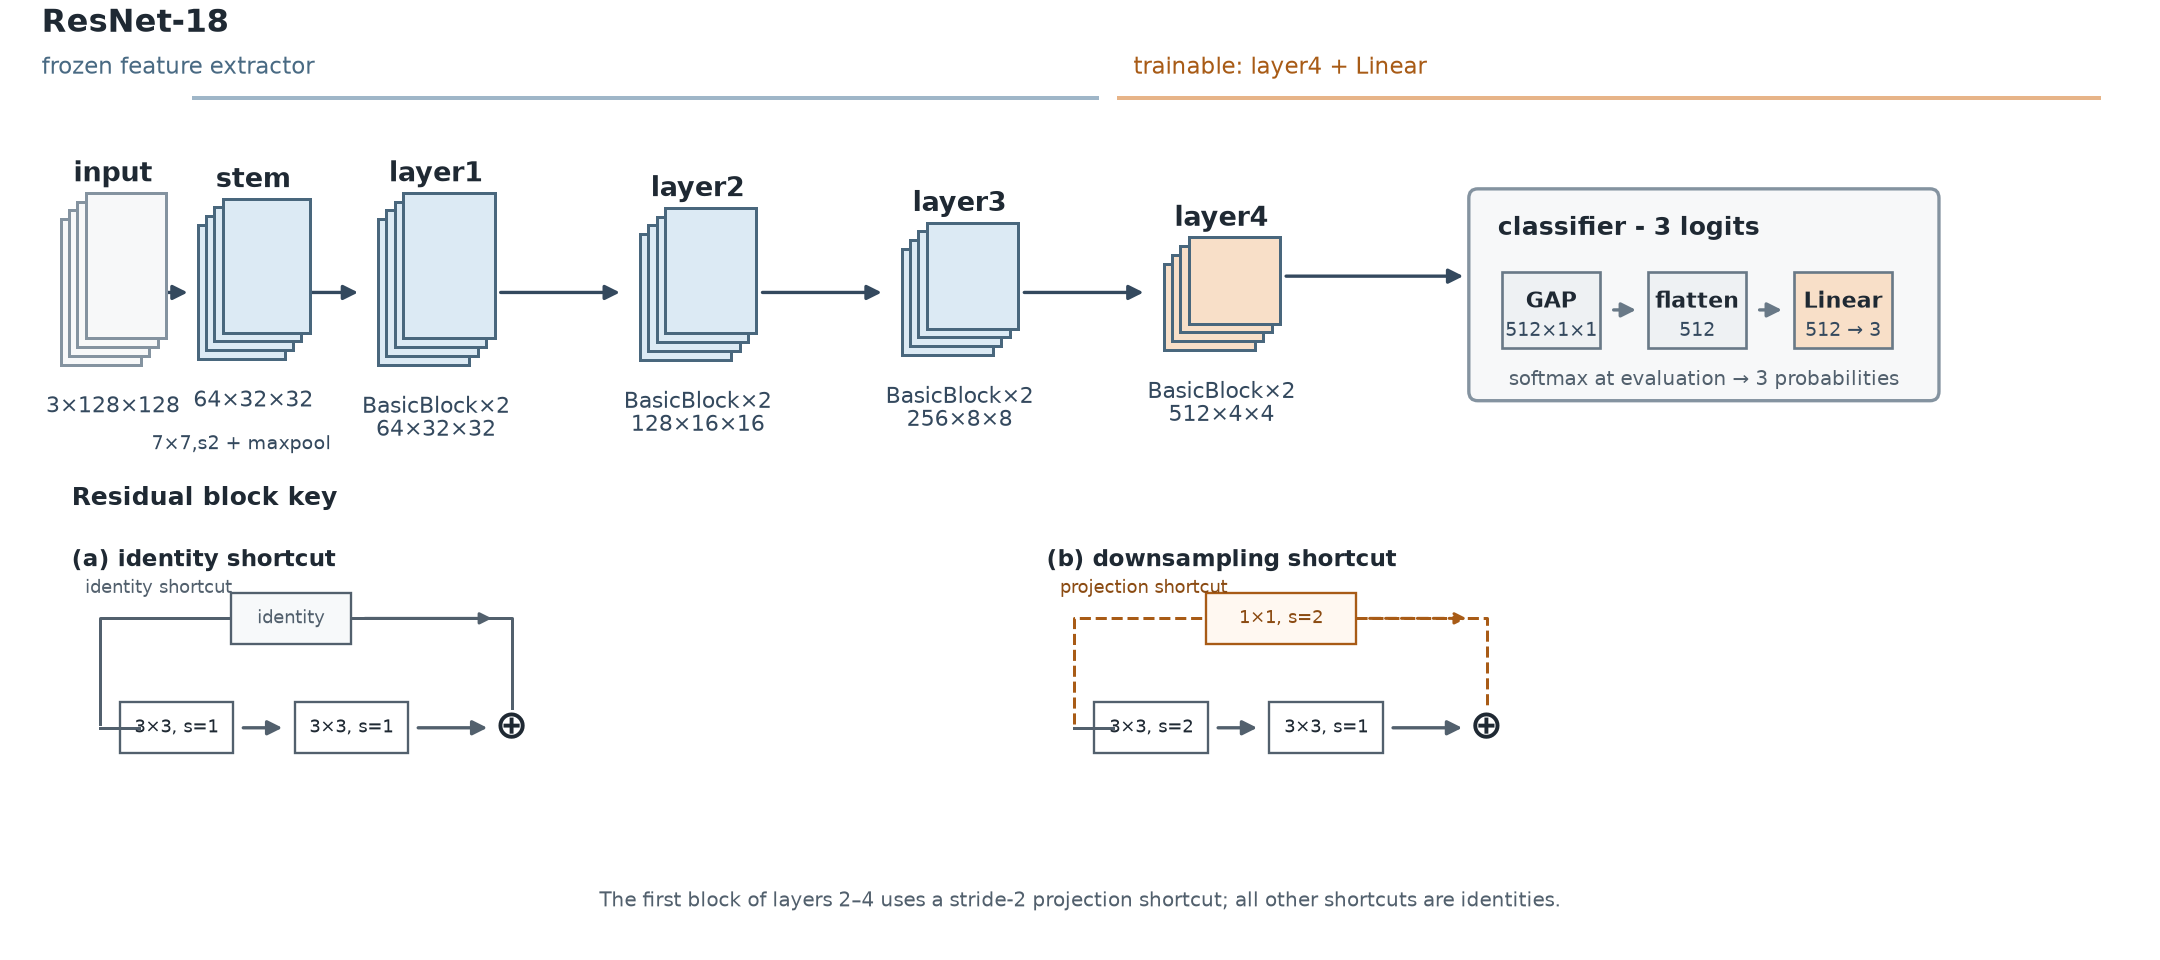 ResNet-18
frozen feature extractor
trainable: layer4 + Linear
input
stem
layer1
layer2
layer3
layer4
3×128×128
64×32×32
7×7,s2 + maxpool
BasicBlock×2
64×32×32
BasicBlock×2
128×16×16
BasicBlock×2
256×8×8
BasicBlock×2
512×4×4
classifier - 3 logits
GAP
512×1×1
flatten
512
Linear
512 → 3
softmax at evaluation → 3 probabilities
Residual block key
(a) identity shortcut
identity shortcut
identity
3×3, s=1
3×3, s=1
(b) downsampling shortcut
projection shortcut
1×1, s=2
3×3, s=2
3×3, s=1
The first block of layers 2–4 uses a stride-2 projection shortcut; all other shortcuts are identities.